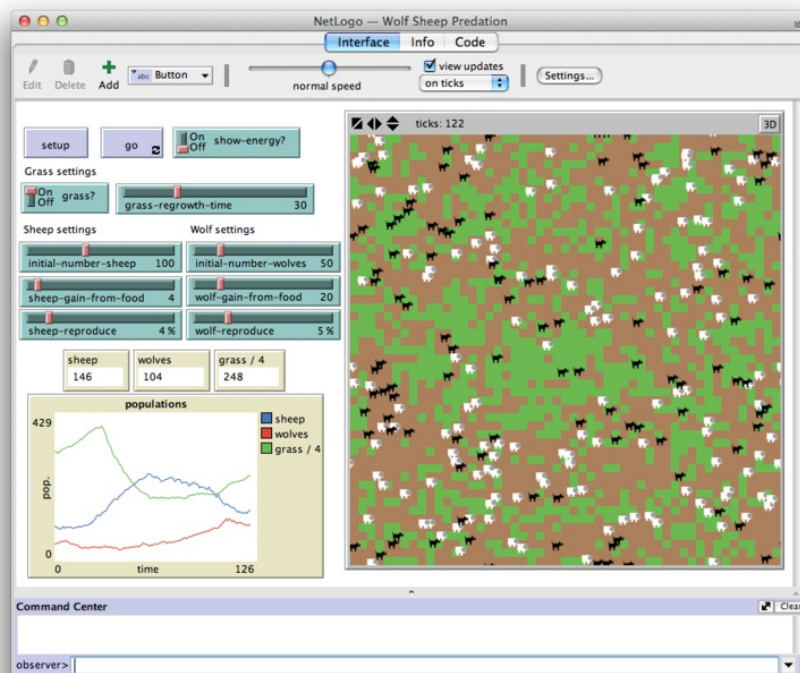 NetLogo — Wolf Sheep Predation
Interface Info Code
Edit Delete Add abc Button
normal speed
view updates
on ticks
Settings...
setup
go
On
Off
show-energy?
ticks: 122
3D
Grass settings
On
Off
grass?
grass-regrowth-time 30
Sheep settings
Wolf settings
initial-number-sheep 100
initial-number-wolves 50
sheep-gain-from-food 4
wolf-gain-from-food 20
sheep-reproduce 4 %
wolf-reproduce 5 %
sheep
146
wolves
104
grass / 4
248
populations
429
pop.
0
0 time 126
sheep
wolves
grass / 4
Command Center
Clear
observer>